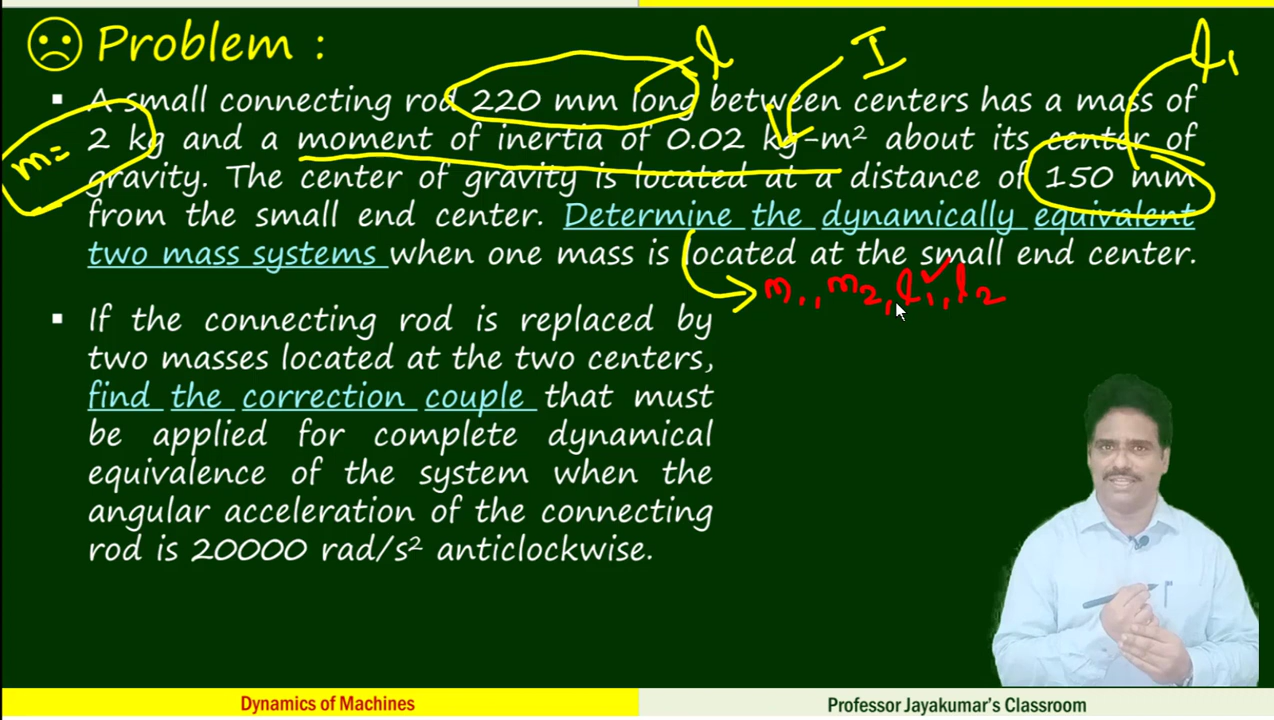 Problem :
l
I
l1
▪ A small connecting rod 220 mm long between centers has a mass of
m=
2 kg and a moment of inertia of 0.02 kg-m² about its center of
gravity. The center of gravity is located at a distance of 150 mm
from the small end center. Determine the dynamically equivalent
two mass systems when one mass is located at the small end center.
m1, m2, l1, l2
▪ If the connecting rod is replaced by
two masses located at the two centers,
find the correction couple that must
be applied for complete dynamical
equivalence of the system when the
angular acceleration of the connecting
rod is 20000 rad/s² anticlockwise.
Dynamics of Machines
Professor Jayakumar's Classroom